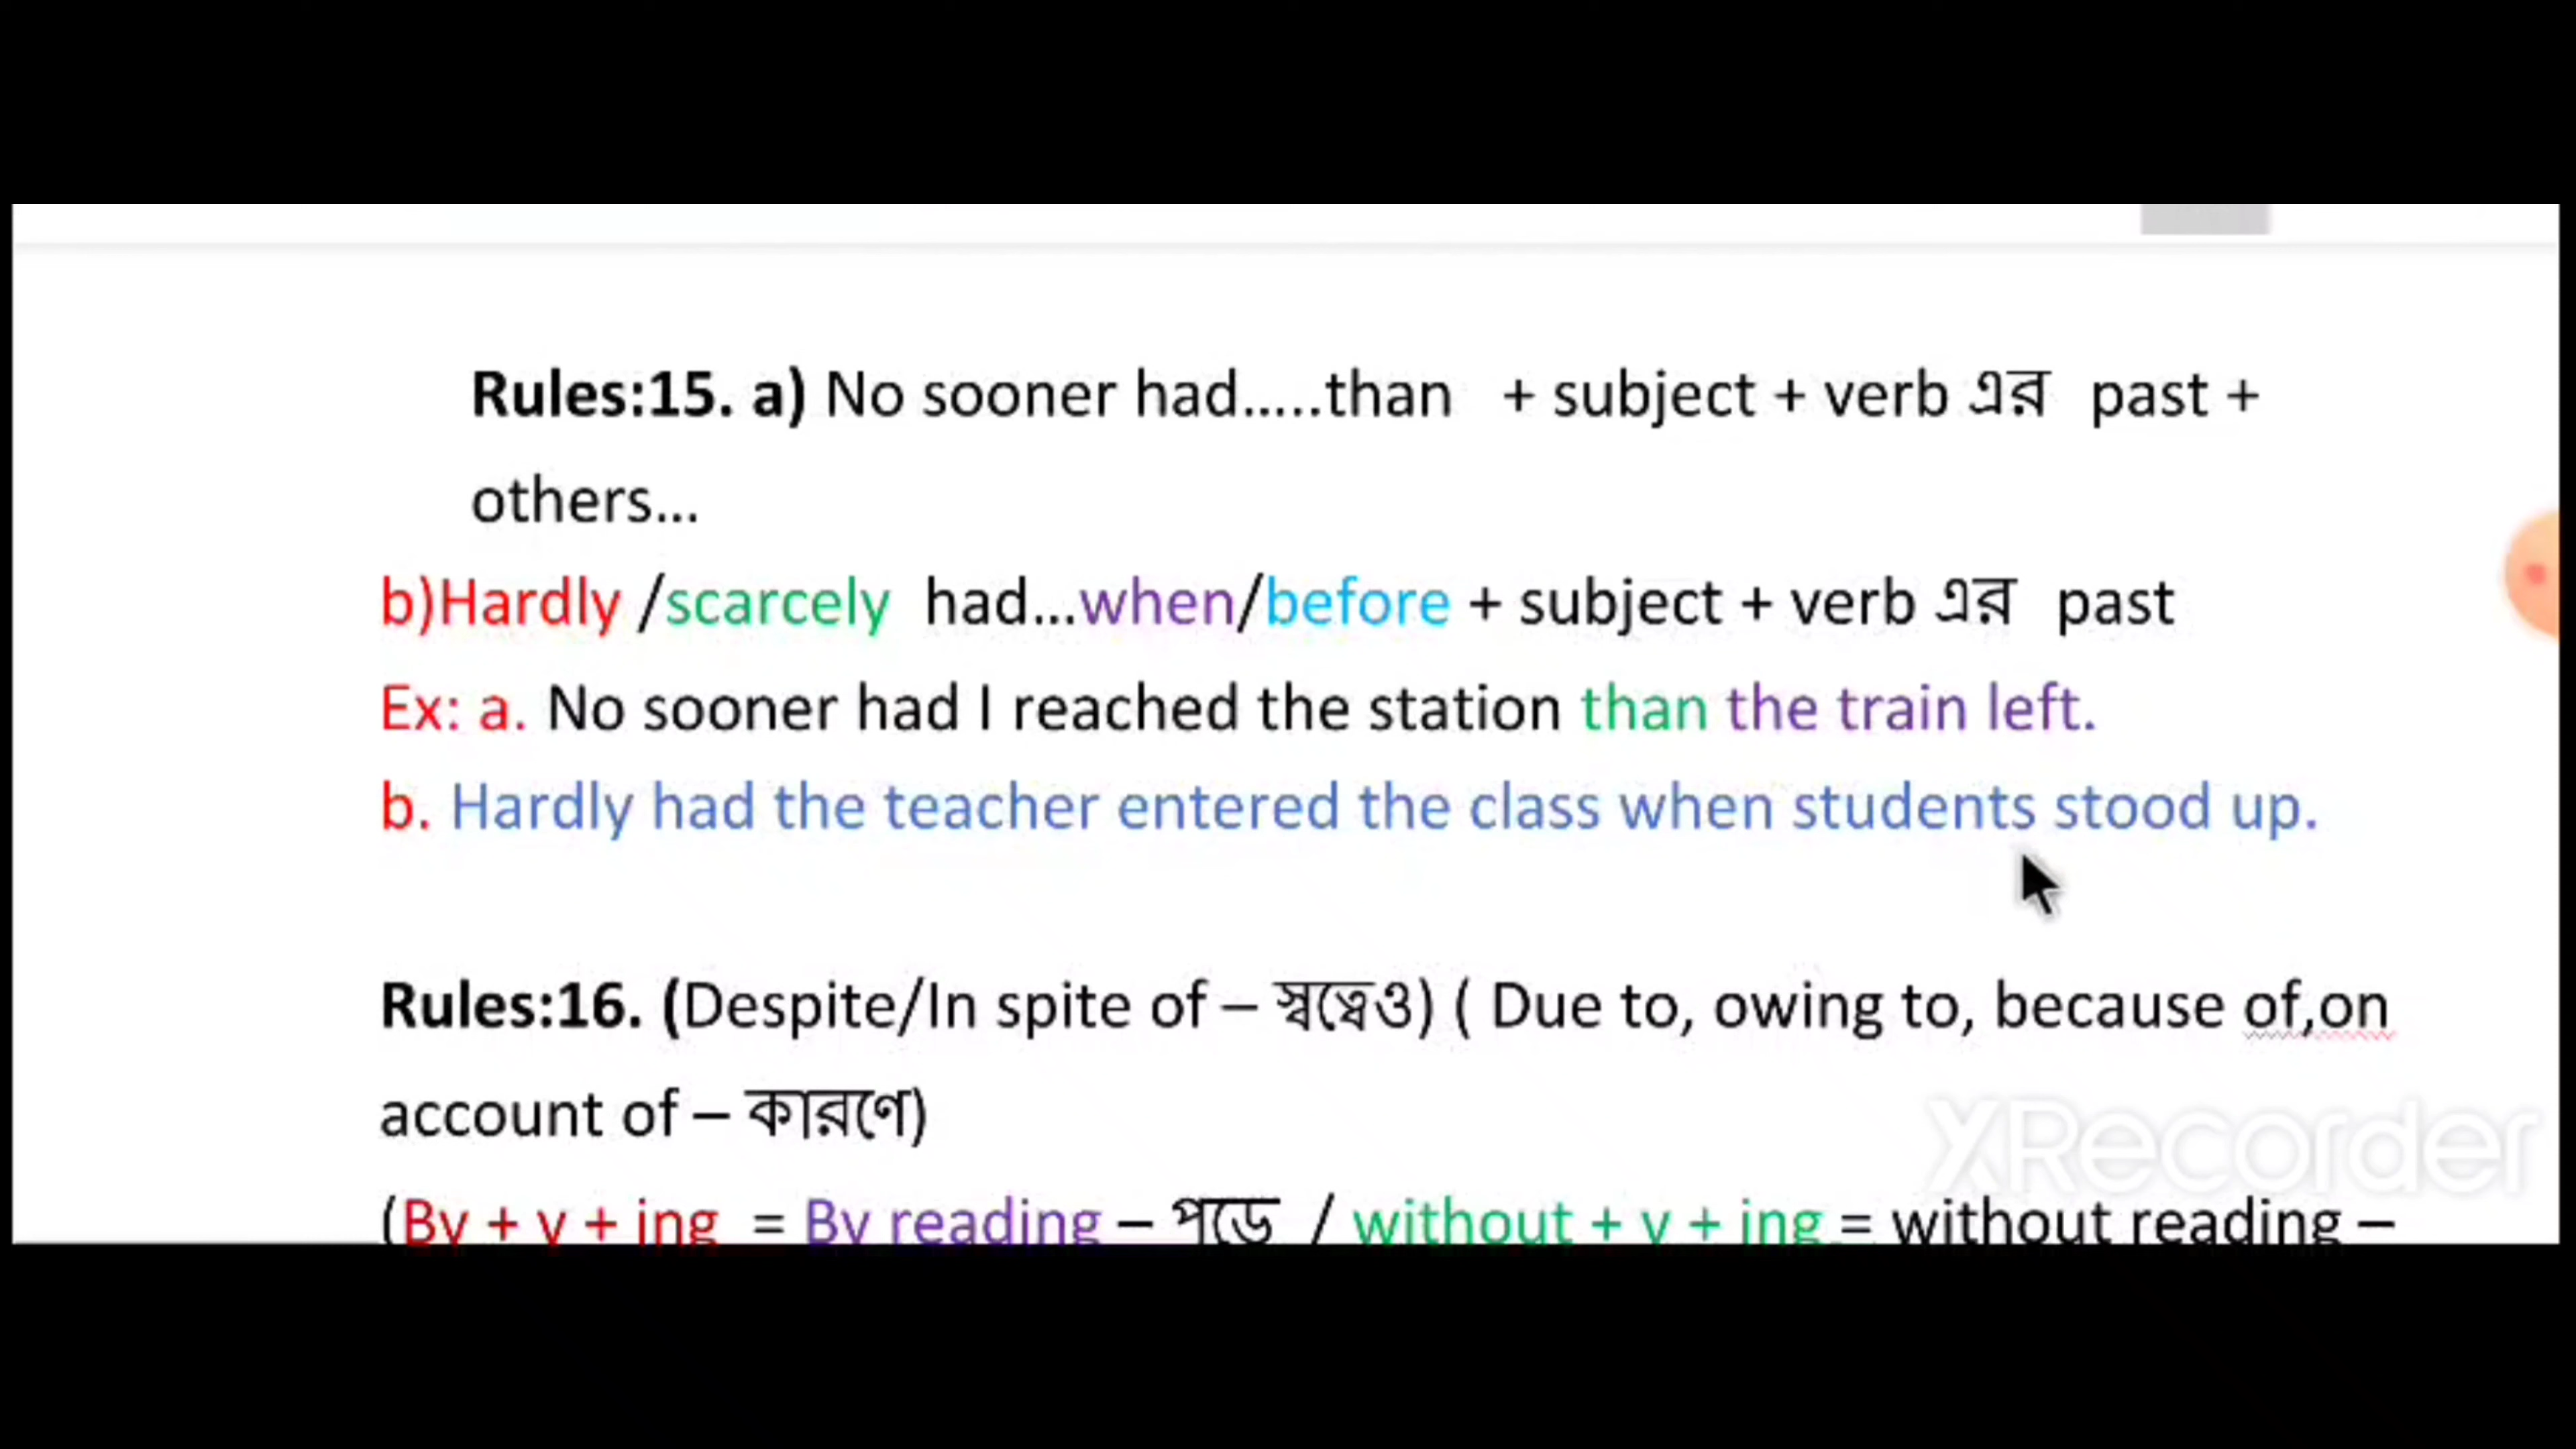 Rules:15. a) No sooner had.....than + subject + verb এর past +
others...
b)Hardly /scarcely had...when/before + subject + verb এর past
Ex: a. No sooner had I reached the station than the train left.
b. Hardly had the teacher entered the class when students stood up.
Rules:16. (Despite/In spite of – স্বত্বেও) ( Due to, owing to, because of,on
account of – কারণে)
(By + v + ing = By reading – পড়ে / without + v + ing = without reading –
XRecorder